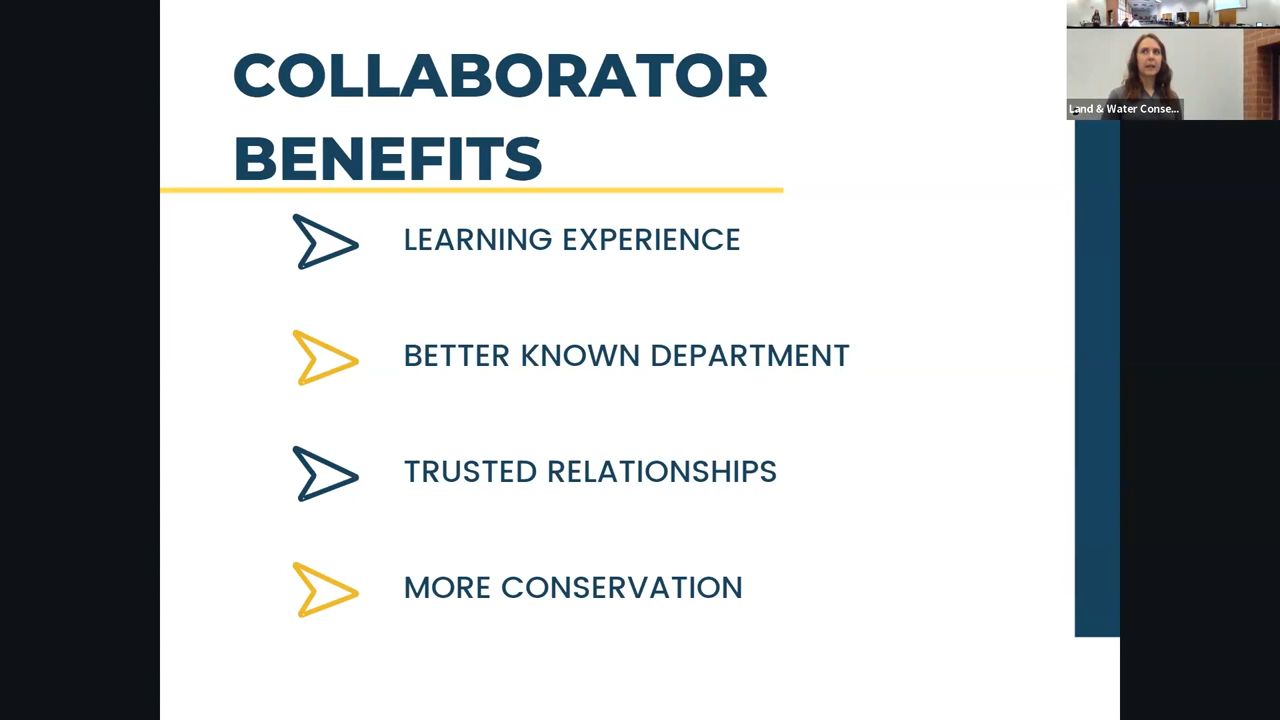 COLLABORATOR
BENEFITS
LEARNING EXPERIENCE
BETTER KNOWN DEPARTMENT
TRUSTED RELATIONSHIPS
MORE CONSERVATION
Land & Water Conse...